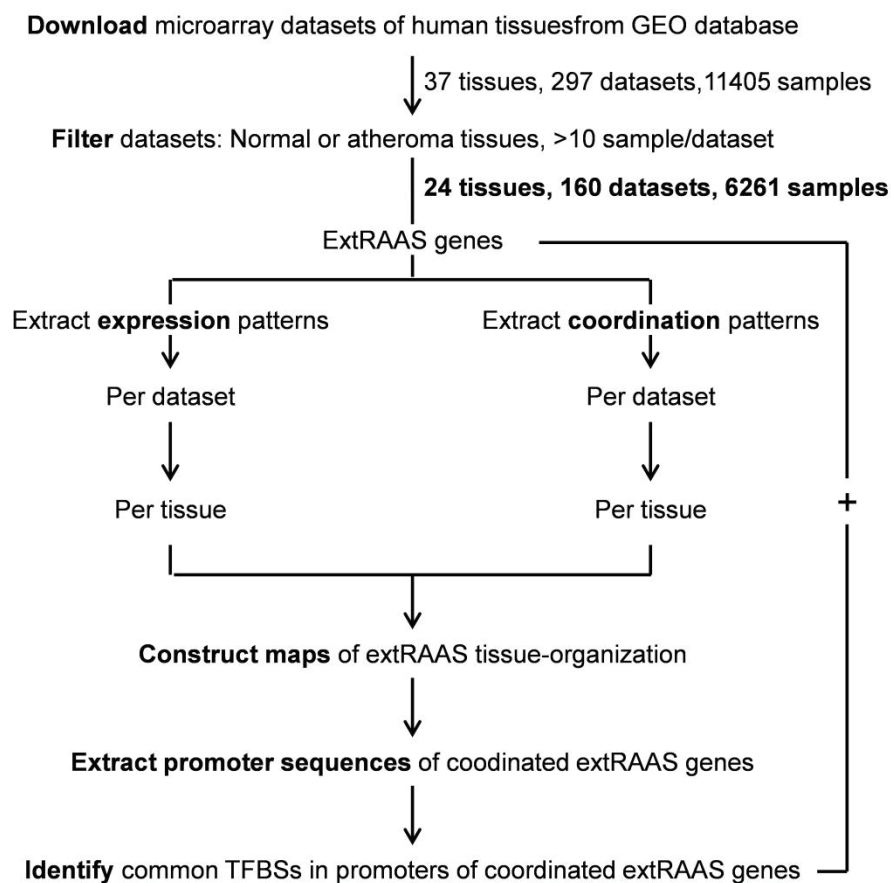 Download microarray datasets of human tissuesfrom GEO database
37 tissues, 297 datasets,11405 samples
Filter datasets: Normal or atheroma tissues, >10 sample/dataset
24 tissues, 160 datasets, 6261 samples
ExtRAAS genes
Extract expression patterns
Extract coordination patterns
Per dataset
Per dataset
Per tissue
Per tissue
+
Construct maps of extRAAS tissue-organization
Extract promoter sequences of coodinated extRAAS genes
Identify common TFBSs in promoters of coordinated extRAAS genes